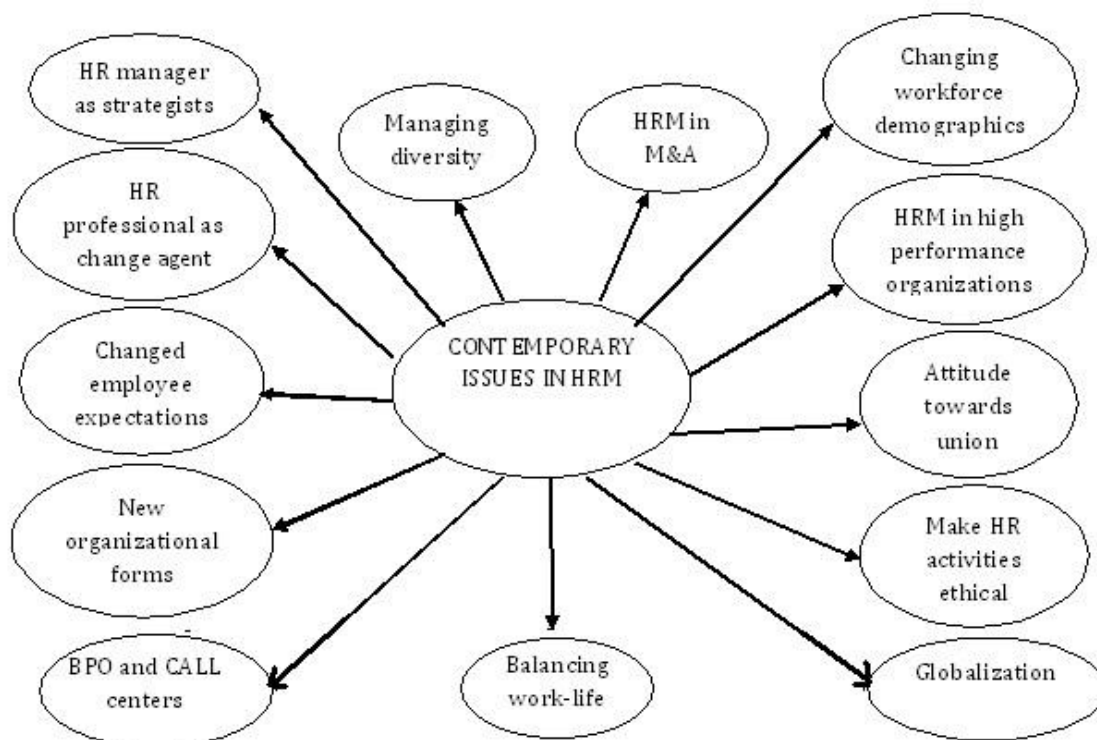 HR manager
as strategists
Managing
diversity
HRM in
M&A
Changing
workforce
demographics
HR
professional as
change agent
HRM in high
performance
organizations
CONTEMPORARY
ISSUES IN HRM
Changed
employee
expectations
Attitude
towards
union
New
organizational
forms
Make HR
activities
ethical
BPO and CALL
centers
Balancing
work-life
Globalization